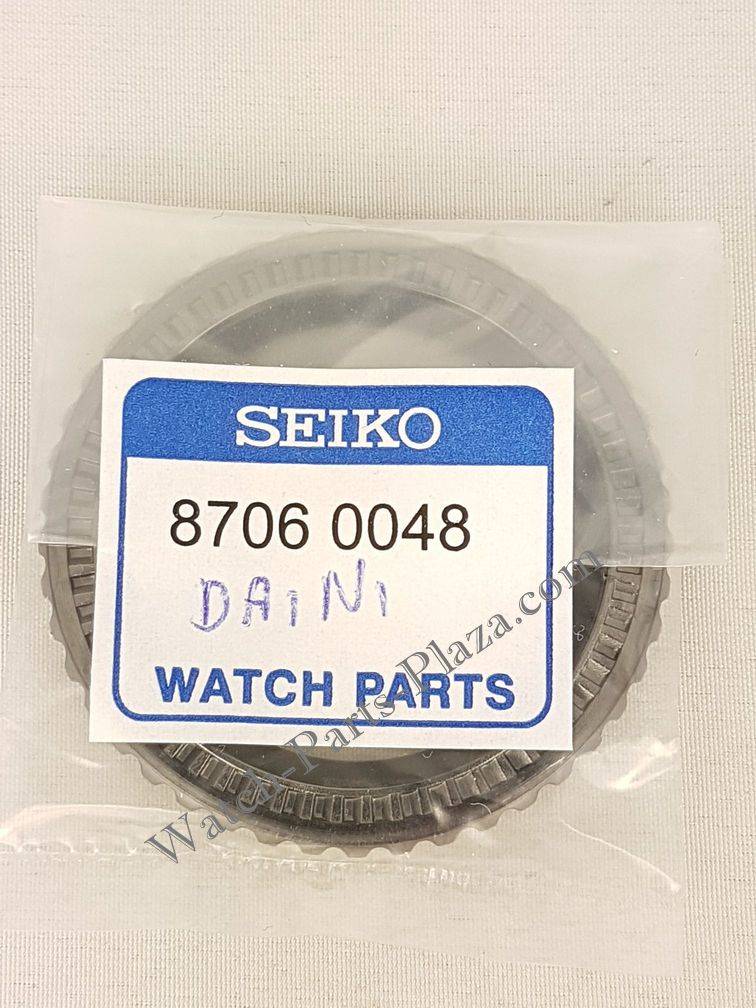 SEIKO
8706 0048
DAiNi
WATCH PARTS
Watch-Parts-Plaza.com